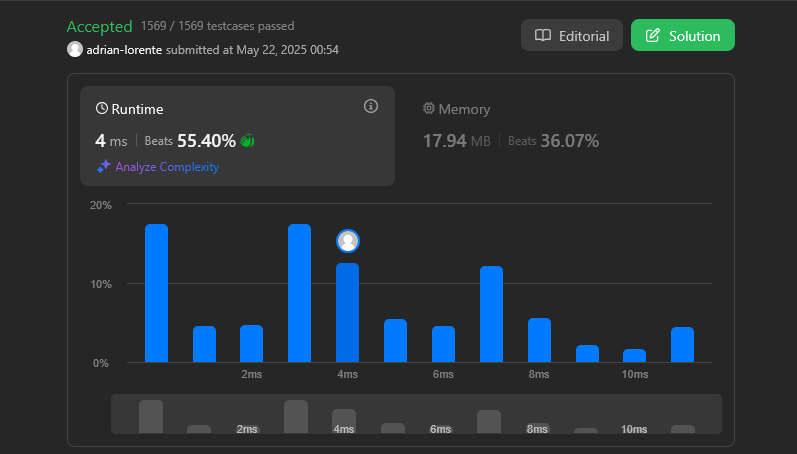 Accepted 1569 / 1569 testcases passed
adrian-lorente submitted at May 22, 2025 00:54
Editorial
Solution
Runtime
4 ms Beats 55.40%
Analyze Complexity
Memory
17.94 MB Beats 36.07%
20%
10%
0%
2ms 4ms 6ms 8ms 10ms
2ms 4ms 6ms 8ms 10ms